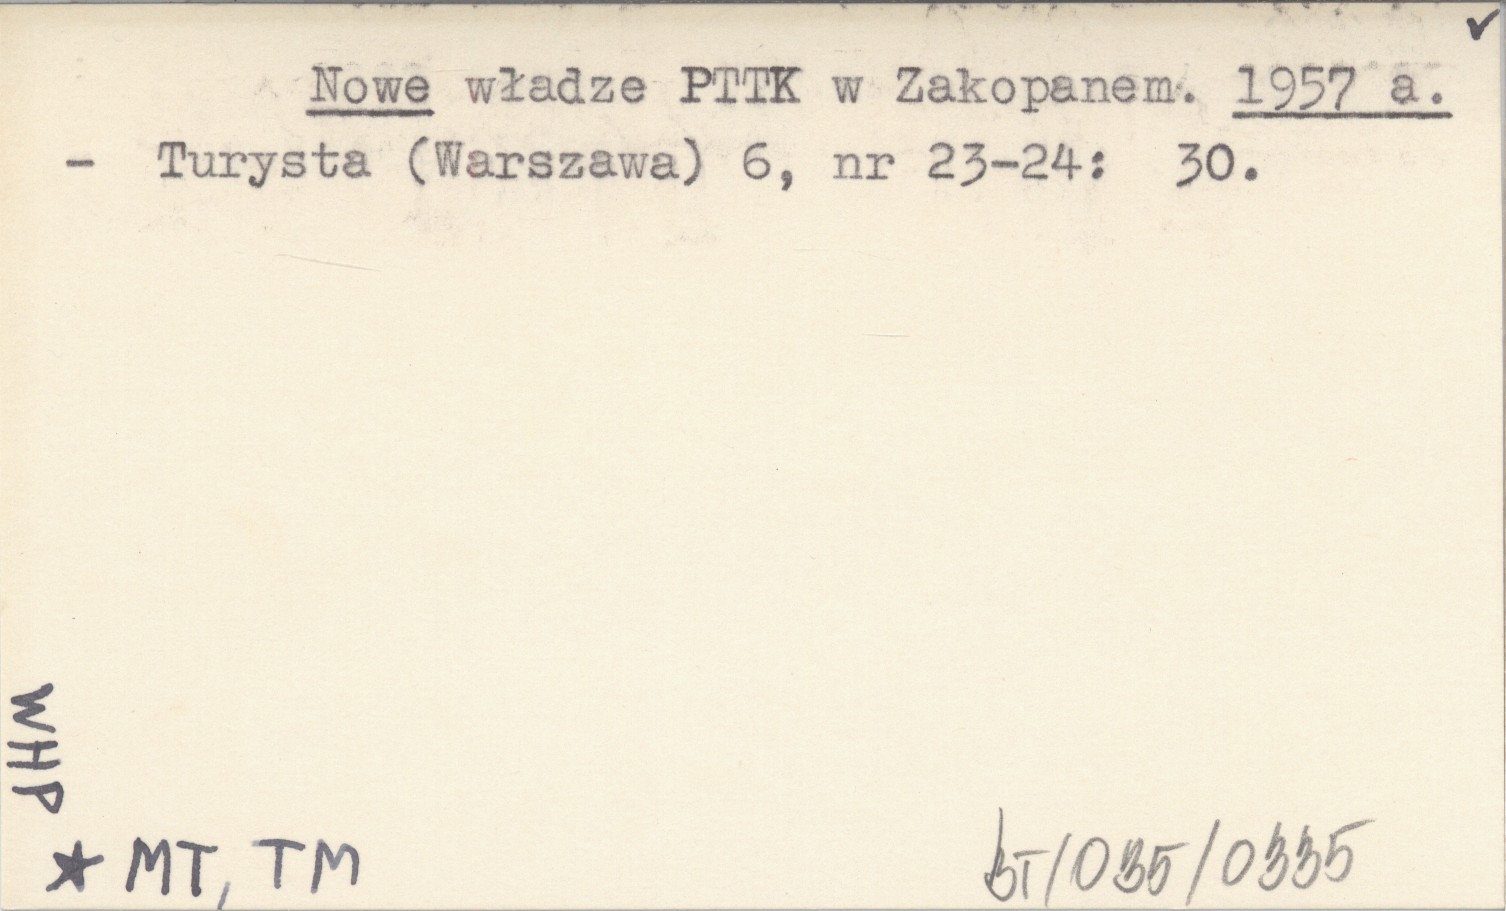 Nowe władze PTTK w Zakopanem. 1957 a.
- Turysta (Warszawa) 6, nr 23-24: 30.
WHP
★ MT, TM
BT/035/0335